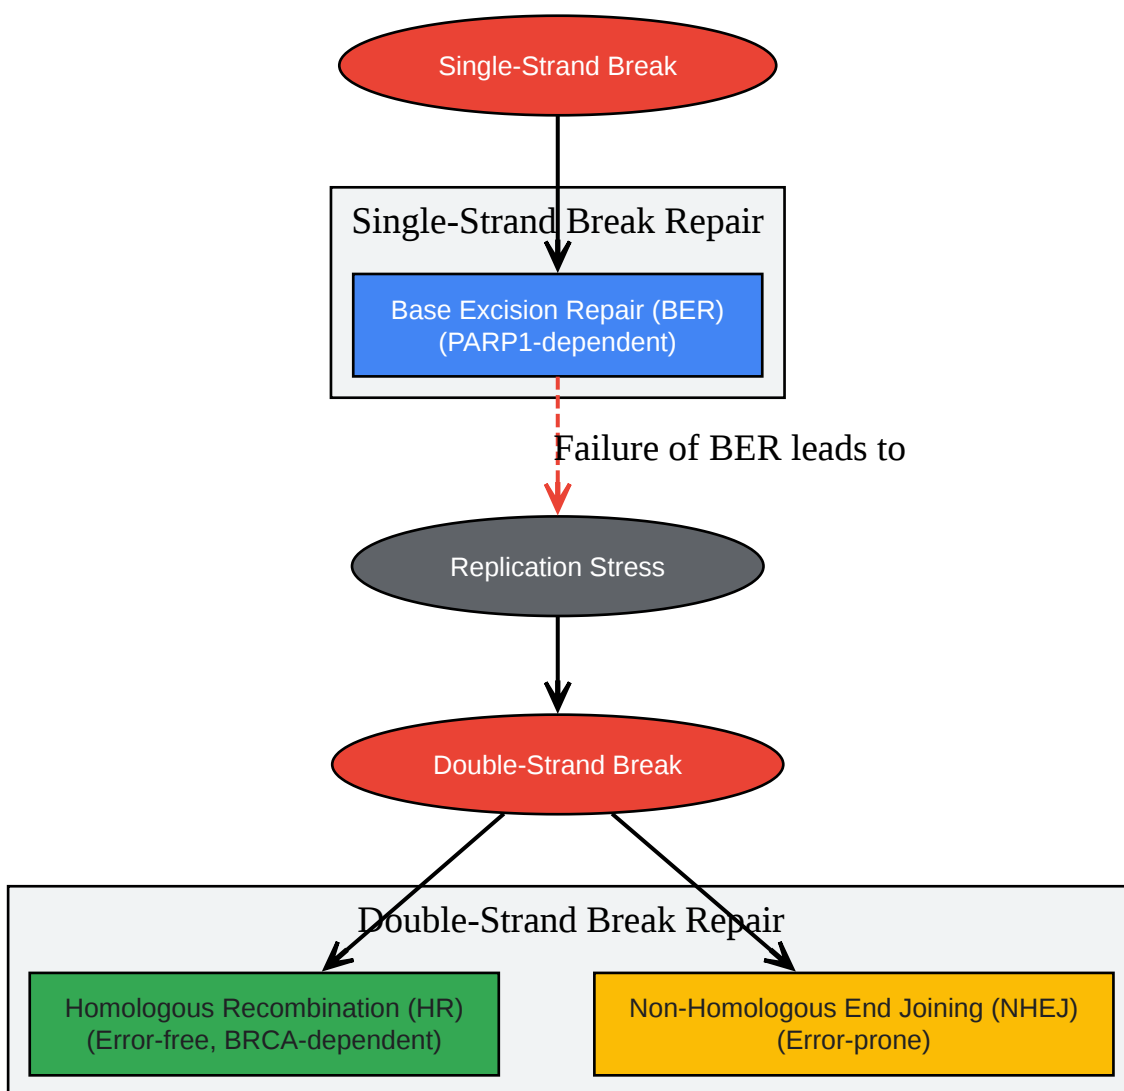 Single-Strand Break
Single-Strand Break Repair
Base Excision Repair (BER)
(PARP1-dependent)
Failure of BER leads to
Replication Stress
Double-Strand Break
Double-Strand Break Repair
Homologous Recombination (HR)
(Error-free, BRCA-dependent)
Non-Homologous End Joining (NHEJ)
(Error-prone)